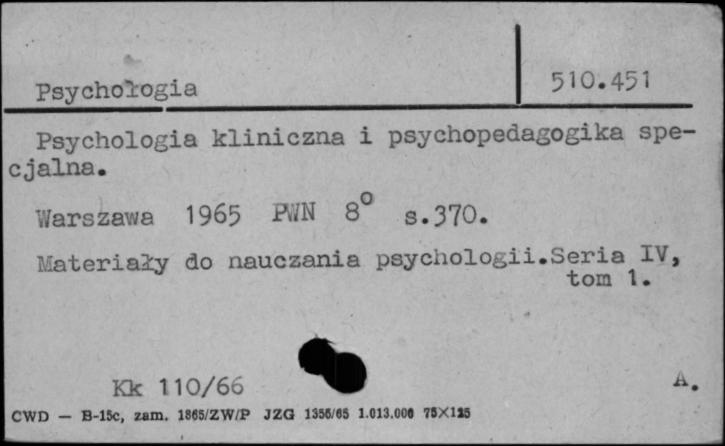 Psychologia
510.451
Psychologia kliniczna i psychopedagogika spe-
cjalna.
Warszawa 1965 PWN 8° s.370.
Materiały do nauczania psychologii.Seria IV,
tom 1.
Kk 110/66
A.
CWD — B-15c, zam. 1865/ZW/P JZG 1355/65 1.013.000 75X125